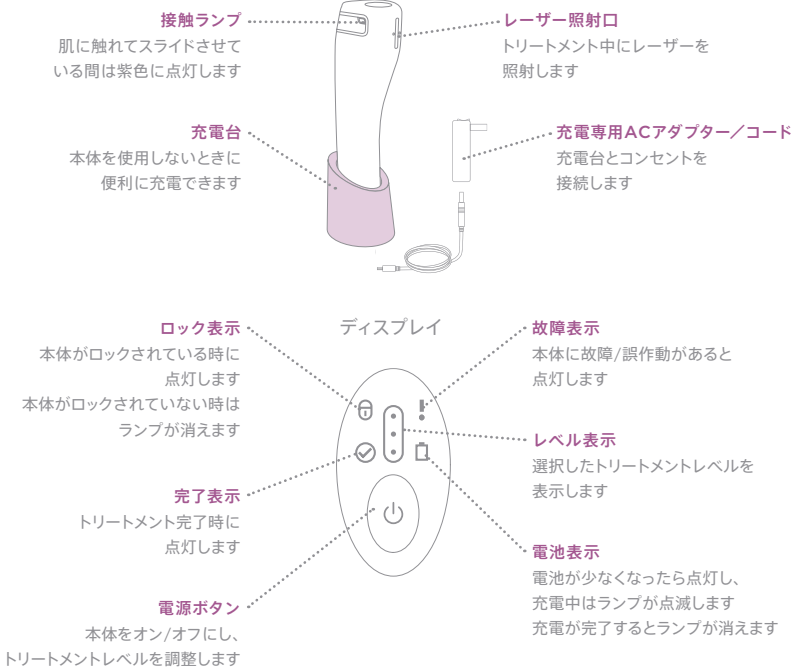 接触ランプ
肌に触れてスライドさせて
いる間は紫色に点灯します
レーザー照射口
トリートメント中にレーザーを
照射します
充電台
本体を使用しないときに
便利に充電できます
充電専用ACアダプター／コード
充電台とコンセントを
接続します
ディスプレイ
ロック表示
本体がロックされている時に
点灯します
本体がロックされていない時は
ランプが消えます
故障表示
本体に故障/誤作動があると
点灯します
レベル表示
選択したトリートメントレベルを
表示します
完了表示
トリートメント完了時に
点灯します
電池表示
電池が少なくなったら点灯し、
充電中はランプが点滅します
充電が完了するとランプが消えます
電源ボタン
本体をオン/オフにし、
トリートメントレベルを調整します